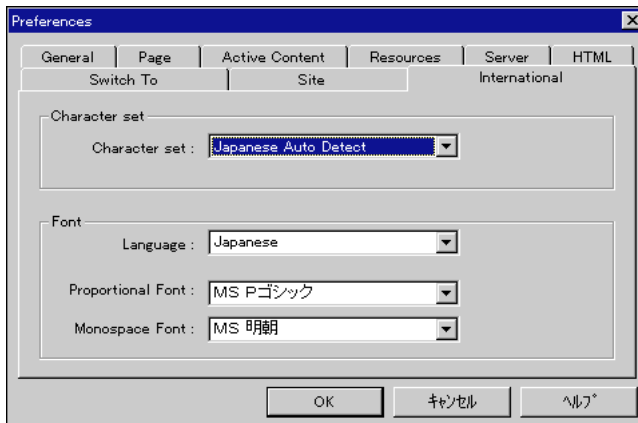 Preferences
General Page Active Content Resources Server HTML
Switch To Site International
Character set
Character set : Japanese Auto Detect
Font
Language : Japanese
Proportional Font : MS Pゴシック
Monospace Font : MS 明朝
OK ｷｬﾝｾﾙ ﾍﾙﾌﾟ